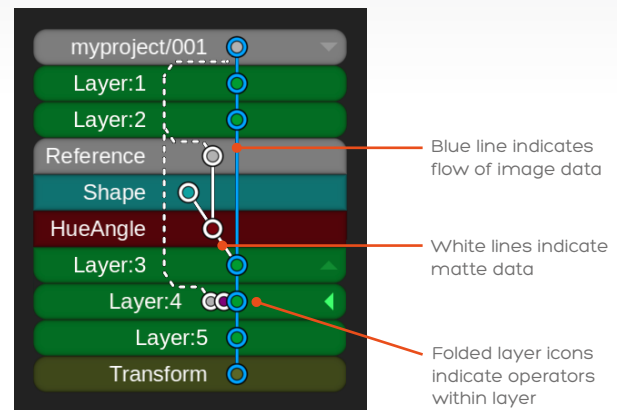 myproject/001
Layer:1
Layer:2
Reference
Shape
HueAngle
Layer:3
Layer:4
Layer:5
Transform
Blue line indicates
flow of image data
White lines indicate
matte data
Folded layer icons
indicate operators
within layer